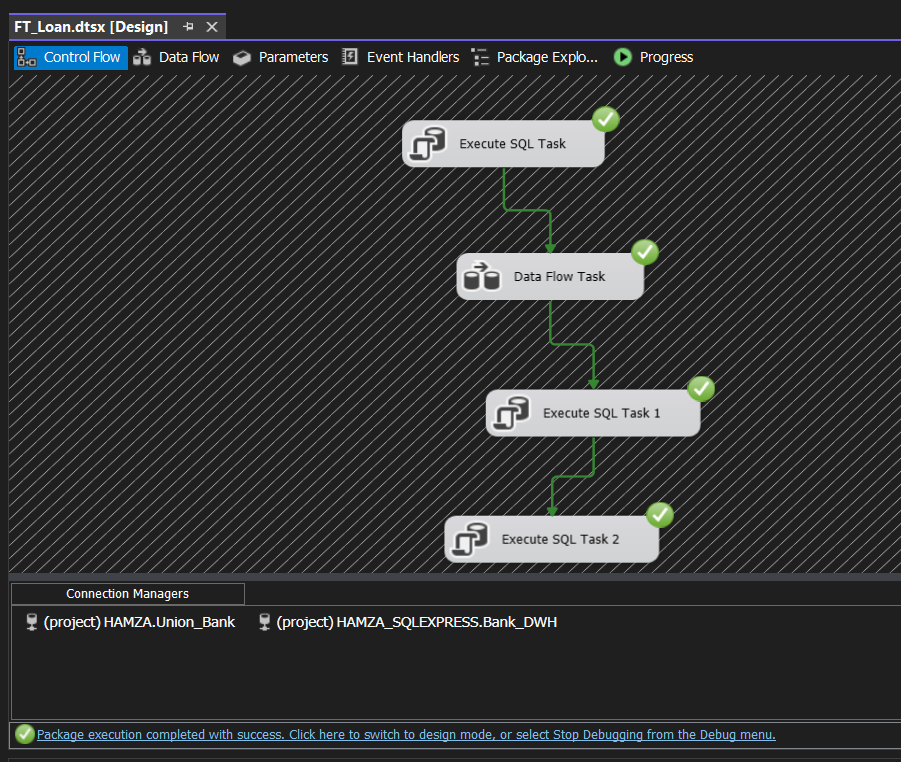 FT_Loan.dtsx [Design]
Control Flow Data Flow Parameters Event Handlers Package Explo... Progress
Execute SQL Task
Data Flow Task
Execute SQL Task 1
Execute SQL Task 2
Connection Managers
(project) HAMZA.Union_Bank (project) HAMZA_SQLEXPRESS.Bank_DWH
Package execution completed with success. Click here to switch to design mode, or select Stop Debugging from the Debug menu.